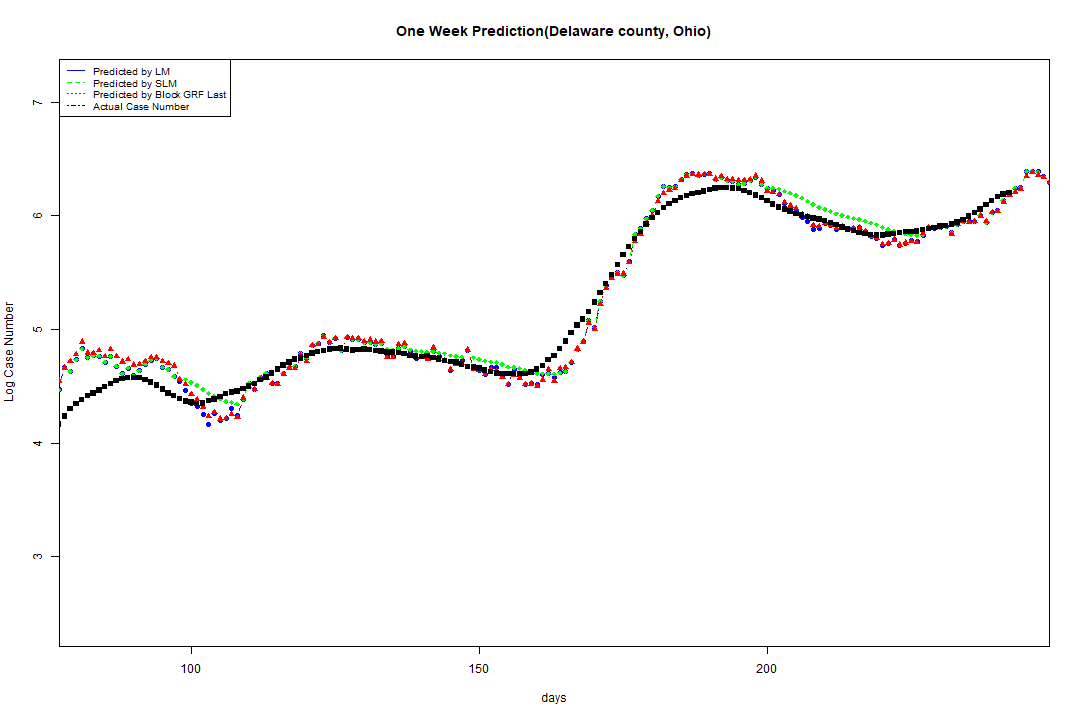 One Week Prediction(Delaware county, Ohio)
Predicted by LM
Predicted by SLM
Predicted by Block GRF Last
Actual Case Number
7
6
5
4
3
Log Case Number
100
150
200
days